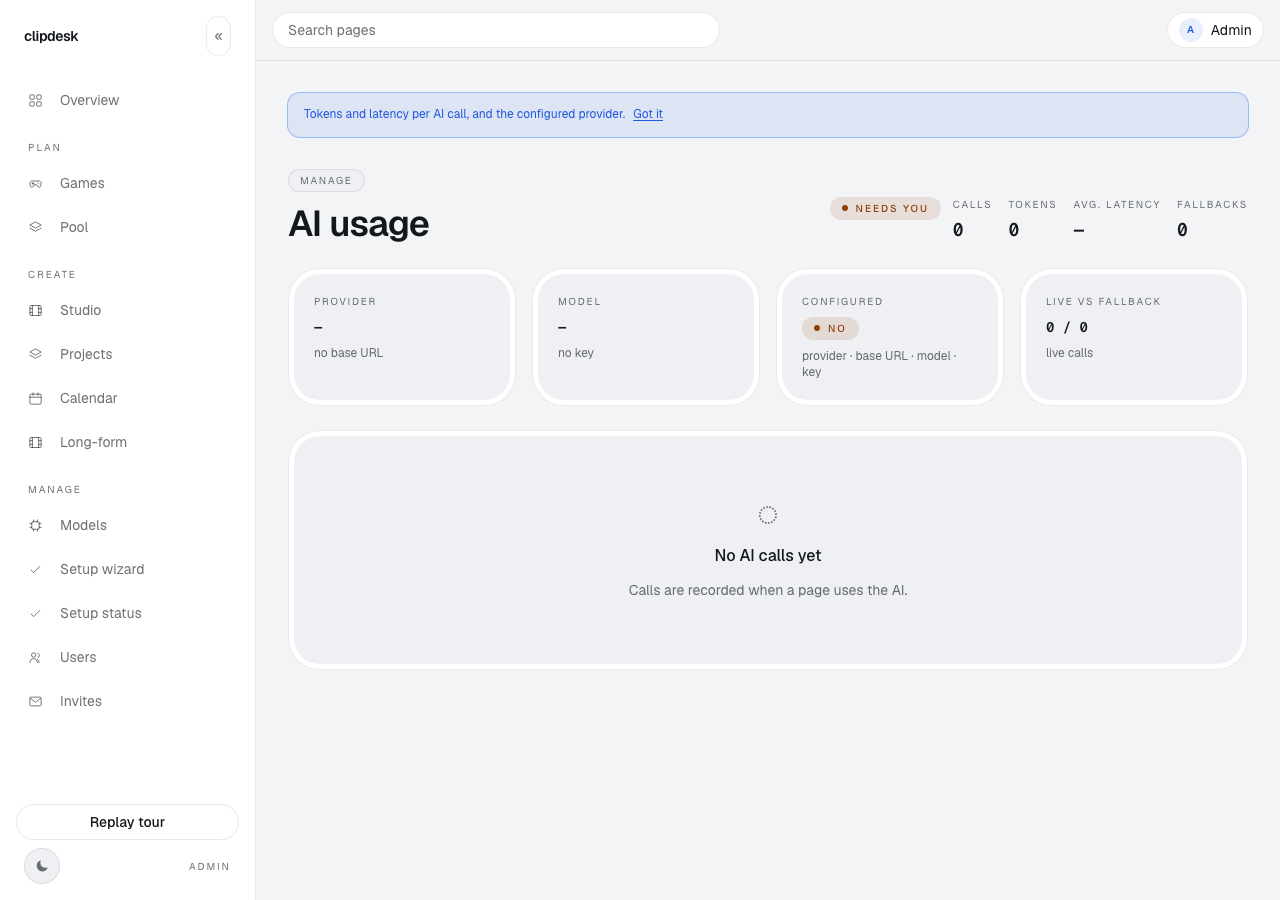 clipdesk
«
Search pages
A
Admin
Overview
PLAN
Games
Pool
CREATE
Studio
Projects
Calendar
Long-form
MANAGE
Models
Setup wizard
Setup status
Users
Invites
Replay tour
ADMIN
Tokens and latency per AI call, and the configured provider. Got it
MANAGE
AI usage
NEEDS YOU
CALLS
0
TOKENS
0
AVG. LATENCY
—
FALLBACKS
0
PROVIDER
—
no base URL
MODEL
—
no key
CONFIGURED
NO
provider · base URL · model ·
key
LIVE VS FALLBACK
0 / 0
live calls
No AI calls yet
Calls are recorded when a page uses the AI.